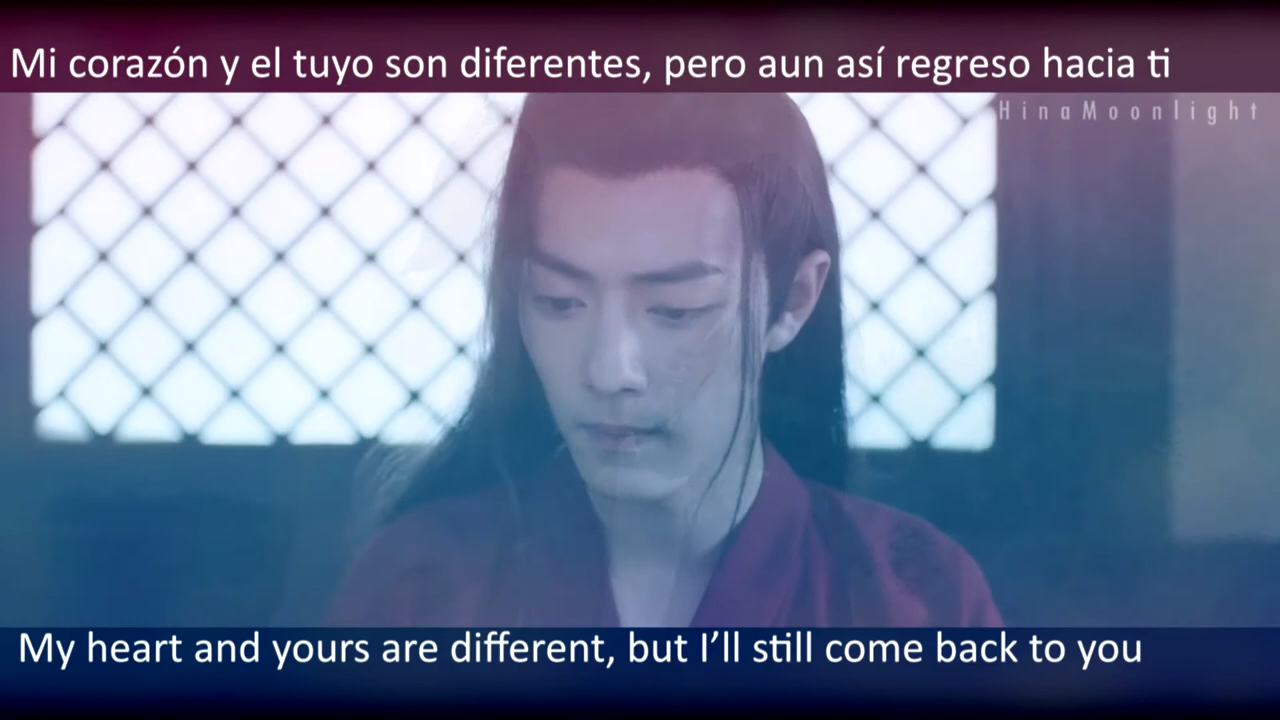 Mi corazón y el tuyo son diferentes, pero aun así regreso hacia ti
HinaMoonlight
My heart and yours are different, but I’ll still come back to you